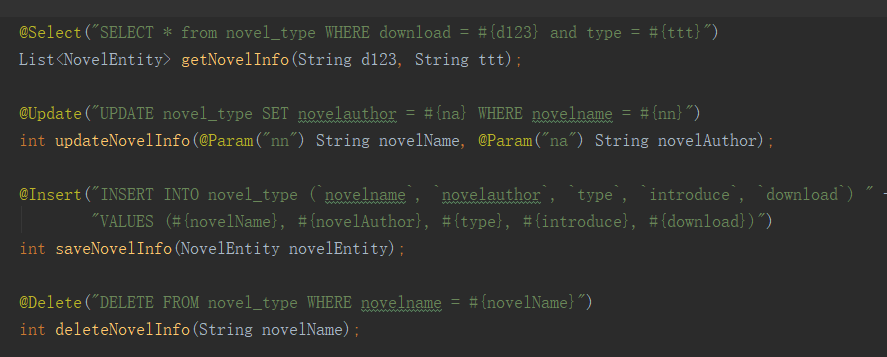 @Select("SELECT * from novel_type WHERE download = #{d123} and type = #{ttt}")
List<NovelEntity> getNovelInfo(String d123, String ttt);
@Update("UPDATE novel_type SET novelauthor = #{na} WHERE novelname = #{nn}")
int updateNovelInfo(@Param("nn") String novelName, @Param("na") String novelAuthor);
@Insert("INSERT INTO novel_type (`novelname`, `novelauthor`, `type`, `introduce`, `download`) " +
"VALUES (#{novelName}, #{novelAuthor}, #{type}, #{introduce}, #{download})")
int saveNovelInfo(NovelEntity novelEntity);
@Delete("DELETE FROM novel_type WHERE novelname = #{novelName}")
int deleteNovelInfo(String novelName);